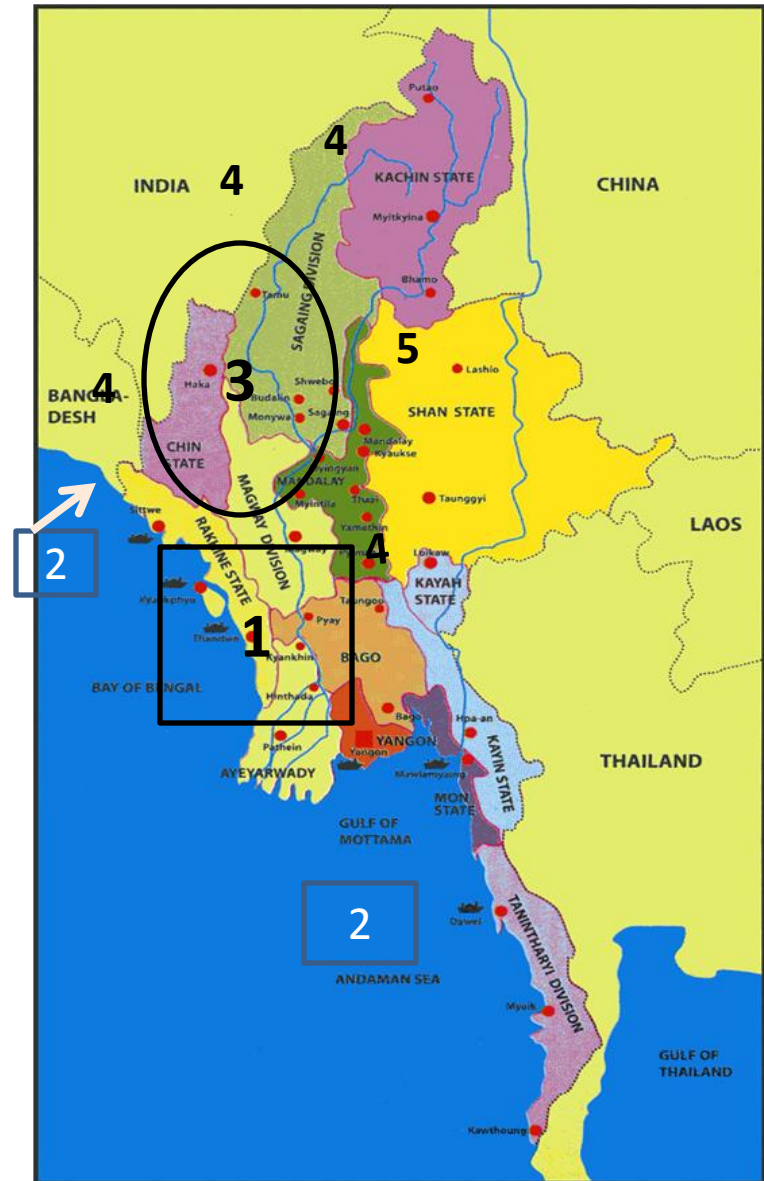 Putao
4
INDIA
4
KACHIN STATE
CHINA
Myitkyina
SAGAING DIVISION
Bhamo
Tamu
5
Lashio
Haka
3
4
BANGLA-
DESH
Shwebo
Budalin
Monywa
Sagaing
SHAN STATE
CHIN
STATE
Mandalay
Kyaukse
Myingyan
MANDALAY
Myintila
Thazi
Taunggyi
Yamethin
MAGWAY DIVISION
Sittwe
LAOS
RAKHINE STATE
Magway
4
Loikaw
2
KAYAH
STATE
Kyaukphyu
Taungoo
Pyay
Thandwe
1
Kyankhin
BAGO
BAY OF BENGAL
Hinthada
Bago
Hpa-an
Pathein
YANGON
Yangon
KAYIN STATE
THAILAND
AYEYARWADY
Mawlamyaing
MON
STATE
GULF OF
MOTTAMA
2
Dawei
TANINTHARYI DIVISION
ANDAMAN SEA
Myeik
GULF OF
THAILAND
Kawthoung